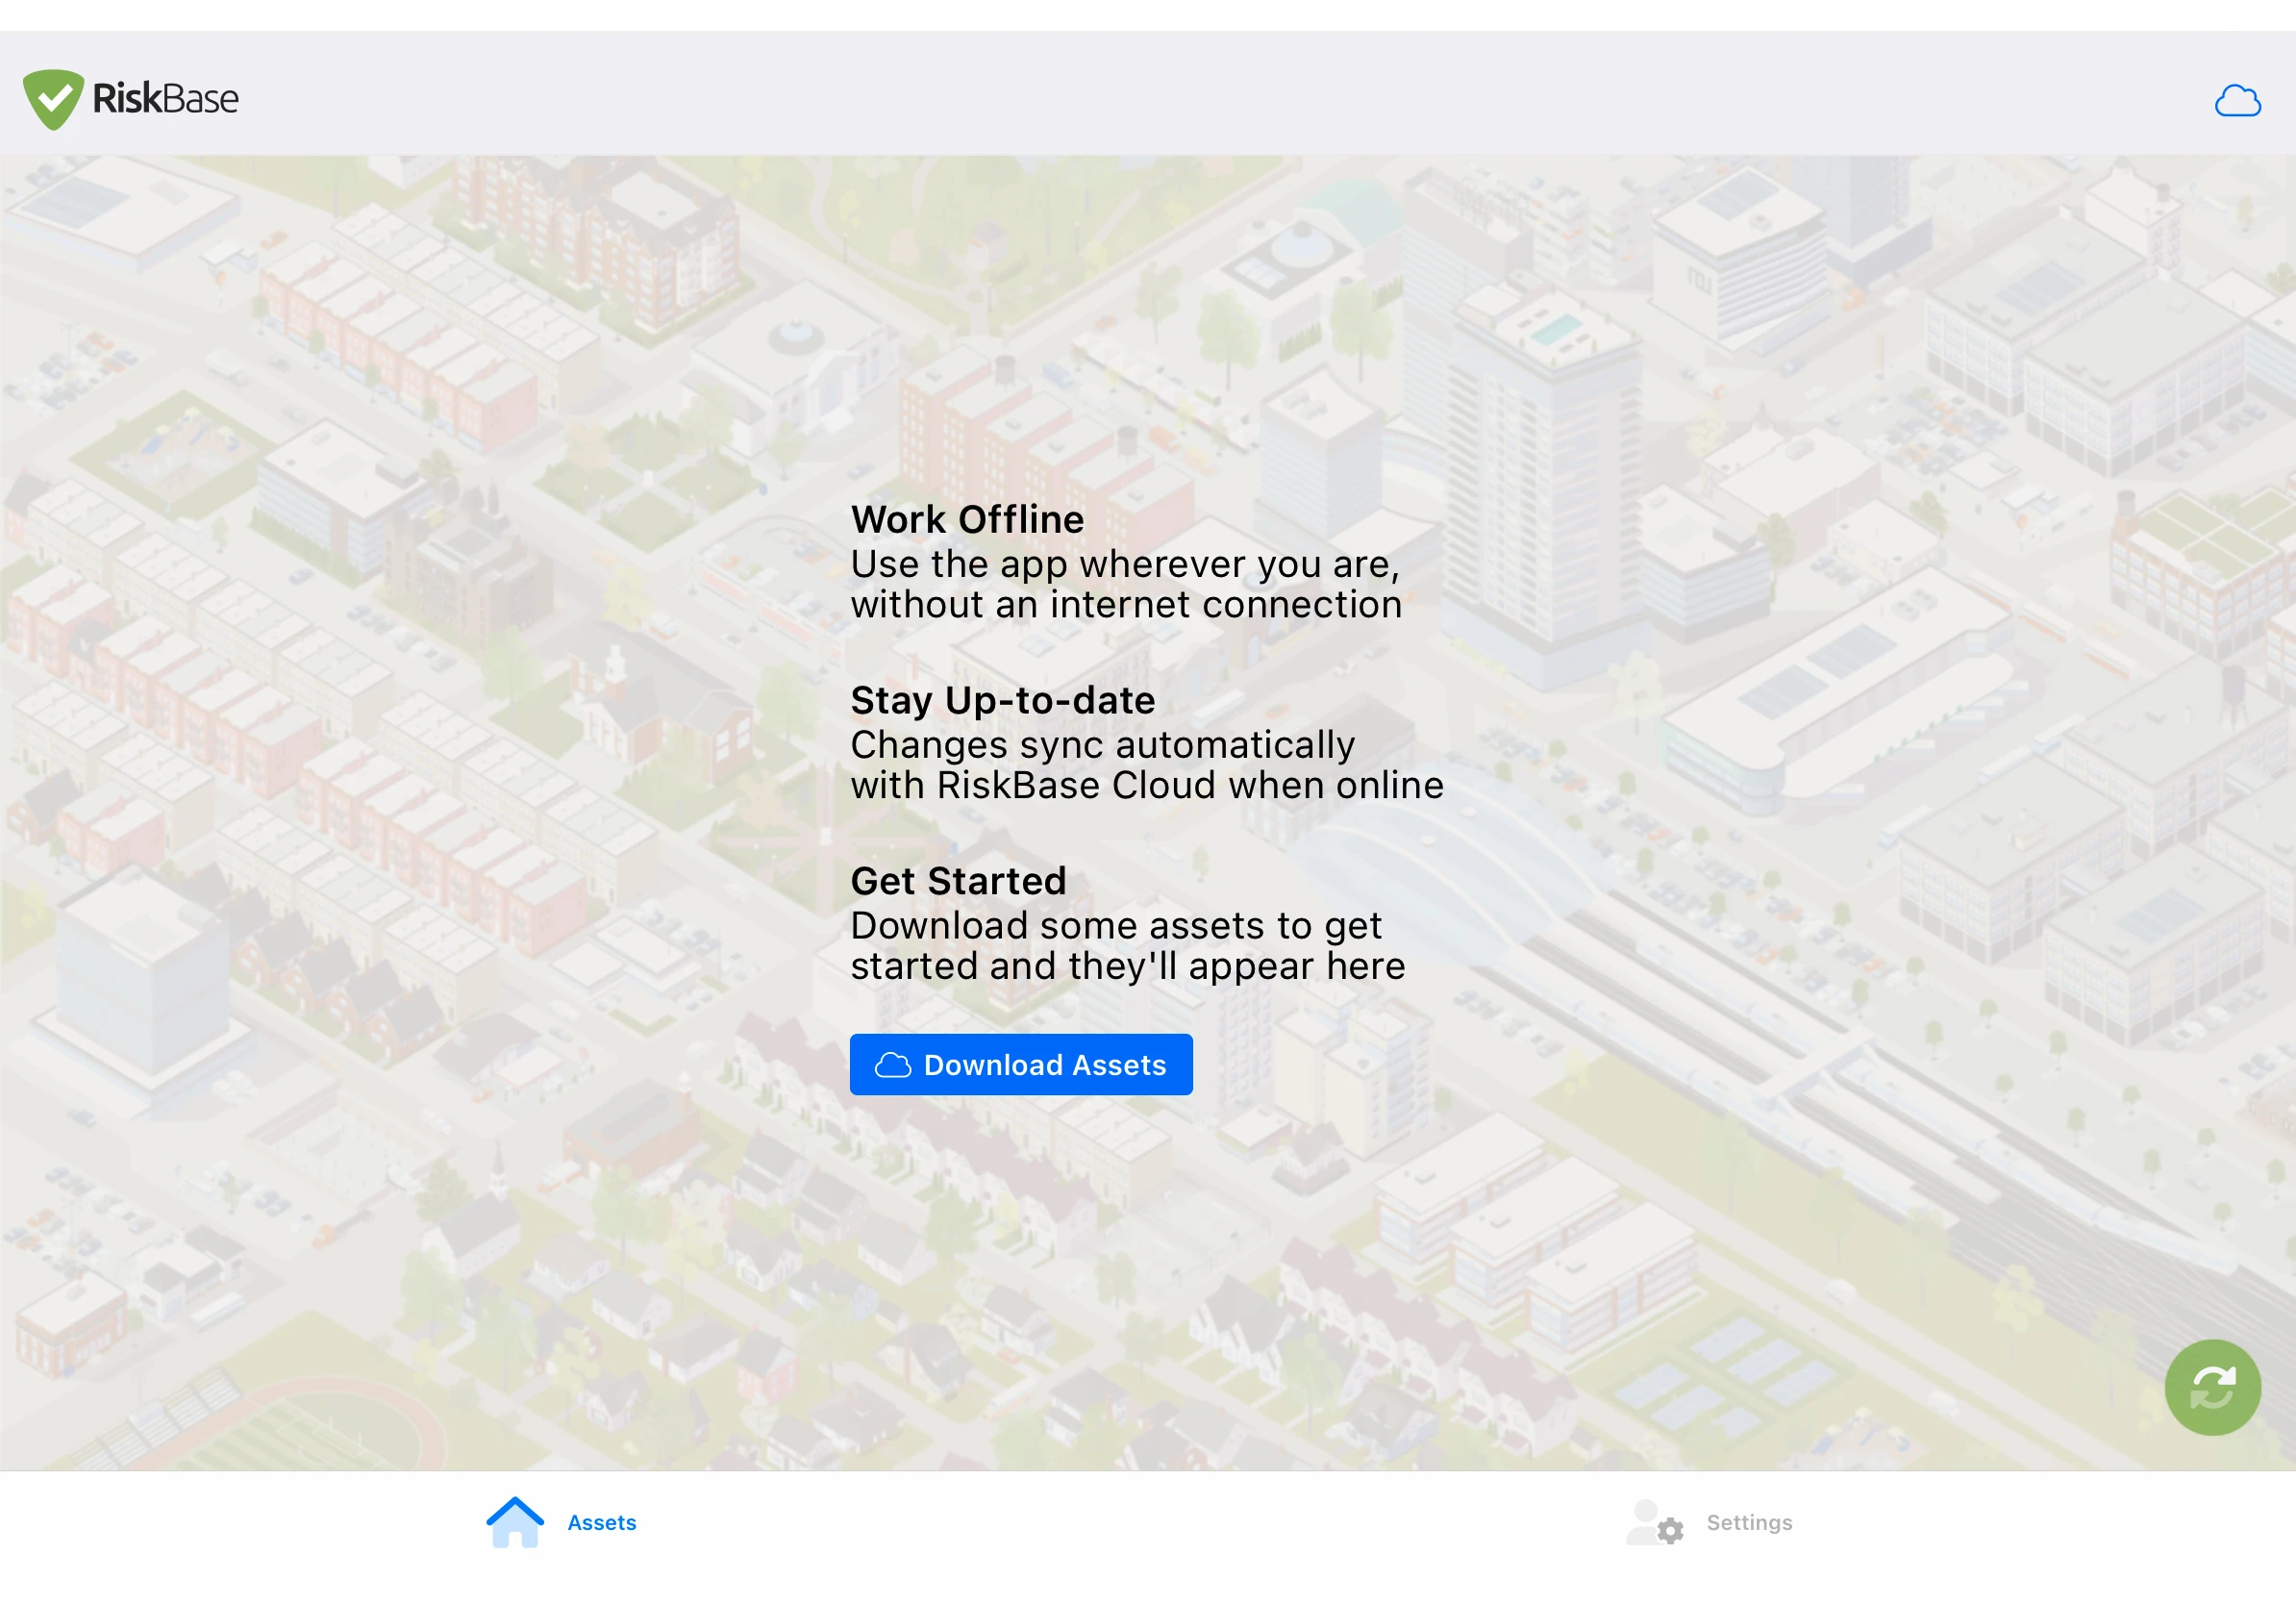 RiskBase
Work Offline
Use the app wherever you are,
without an internet connection
Stay Up-to-date
Changes sync automatically
with RiskBase Cloud when online
Get Started
Download some assets to get
started and they'll appear here
Download Assets
Assets
Settings